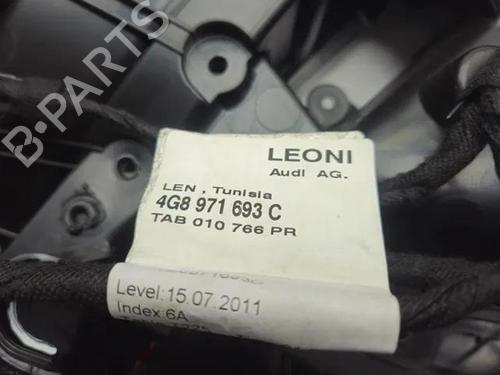 B-PARTS
LEONI
Audi AG.
LEN , Tunisia
4G8 971 693 C
TAB 010 766 PR
Level:15.07.2011
Index:6A